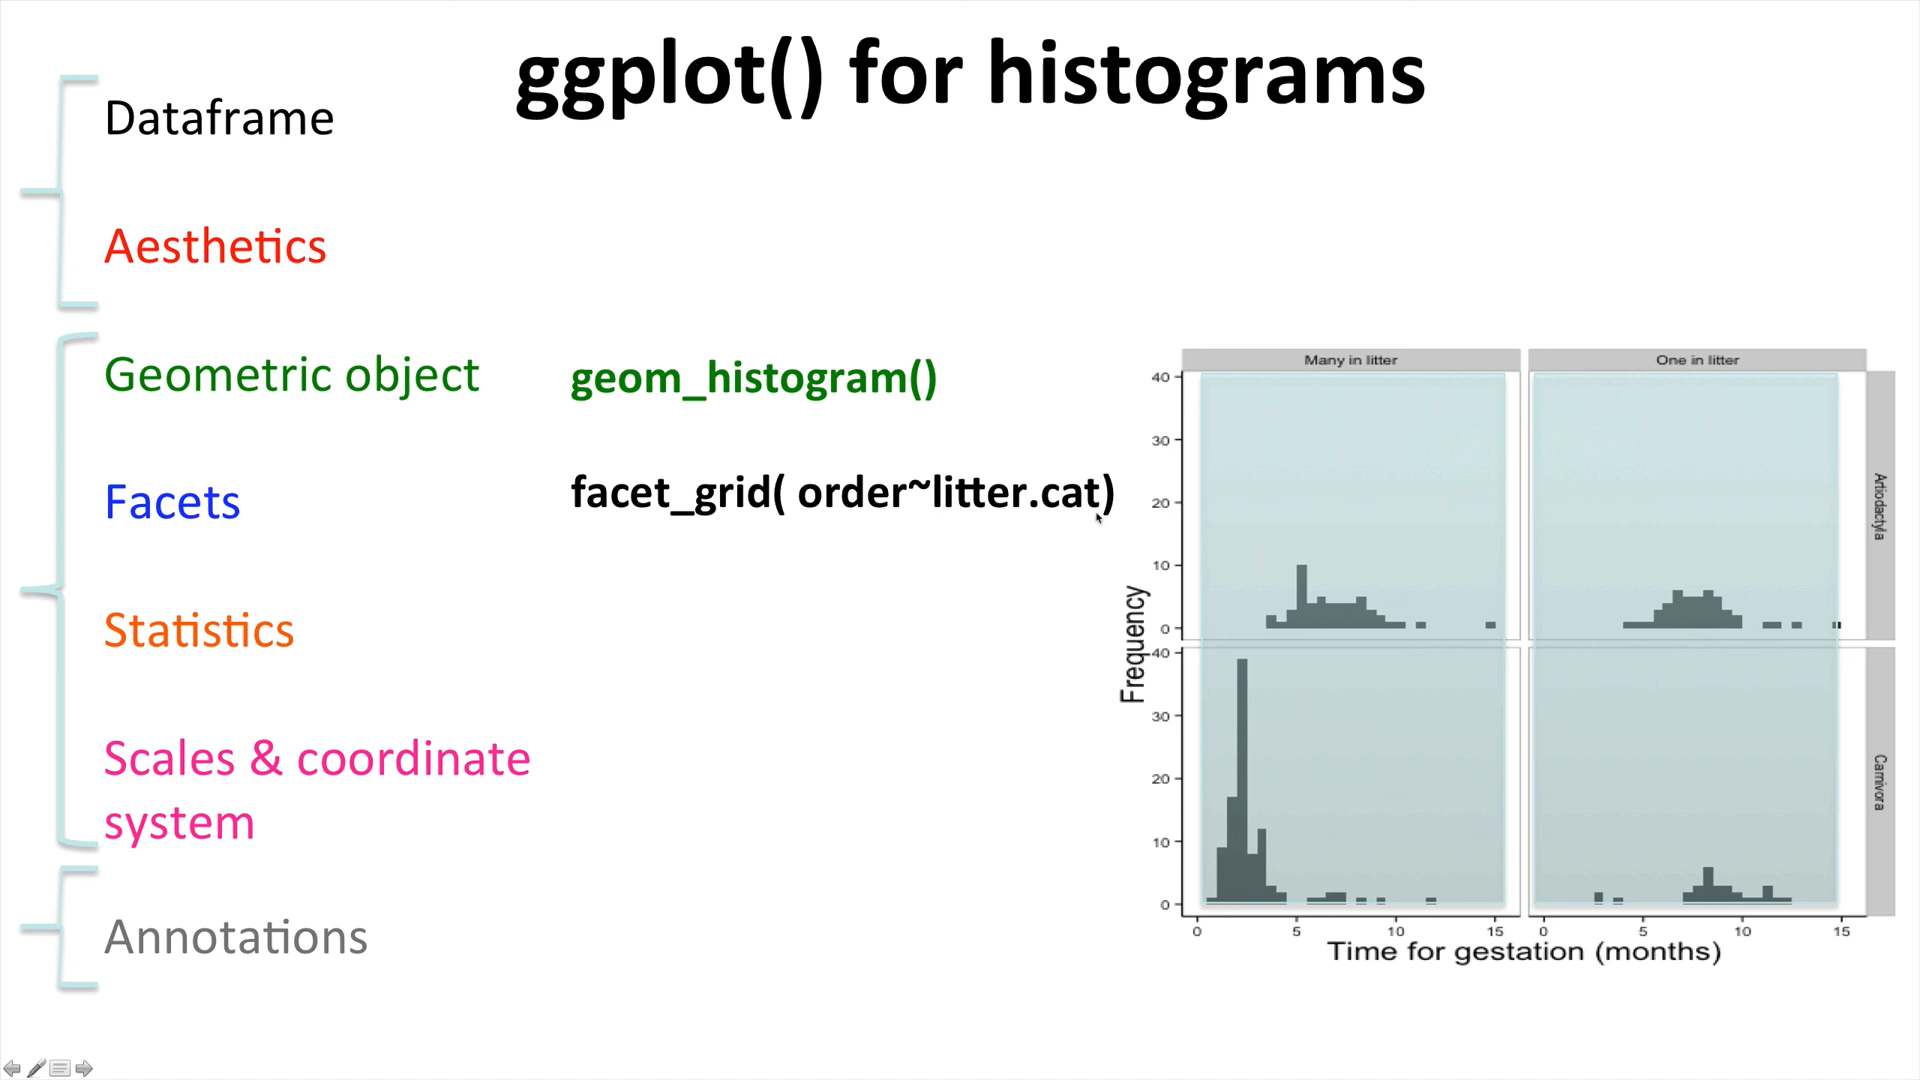 ggplot() for histograms
Dataframe
Aesthetics
Geometric object
geom_histogram()
Facets
facet_grid( order~litter.cat)
Statistics
Scales & coordinate
system
Annotations
Many in litter
One in litter
40
30
20
10
0
Artiodactyla
40
30
20
10
0
Carnivora
Frequency
0 5 10 15 0 5 10 15
Time for gestation (months)